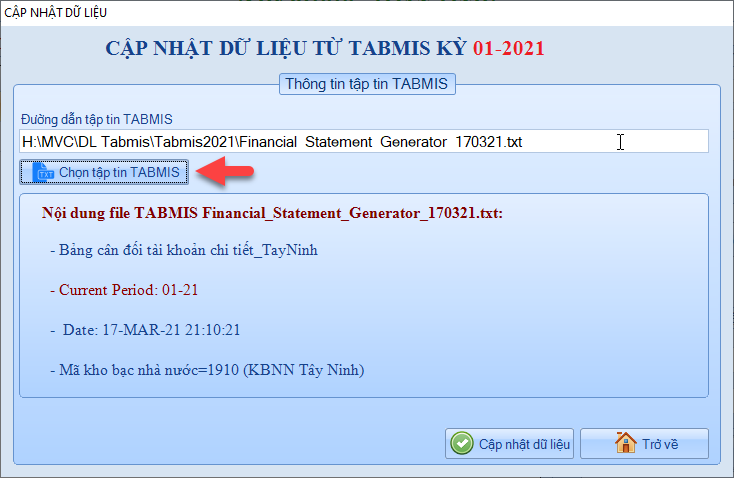 CẬP NHẬT DỮ LIỆU
CẬP NHẬT DỮ LIỆU TỪ TABMIS KỲ 01-2021
Thông tin tập tin TABMIS
Đường dẫn tập tin TABMIS
H:\MVC\DL Tabmis\Tabmis2021\Financial_Statement_Generator_170321.txt
TXT Chọn tập tin TABMIS
Nội dung file TABMIS Financial_Statement_Generator_170321.txt:
- Bảng cân đối tài khoản chi tiết_TayNinh
- Current Period: 01-21
- Date: 17-MAR-21 21:10:21
- Mã kho bạc nhà nước=1910 (KBNN Tây Ninh)
Cập nhật dữ liệu Trở về